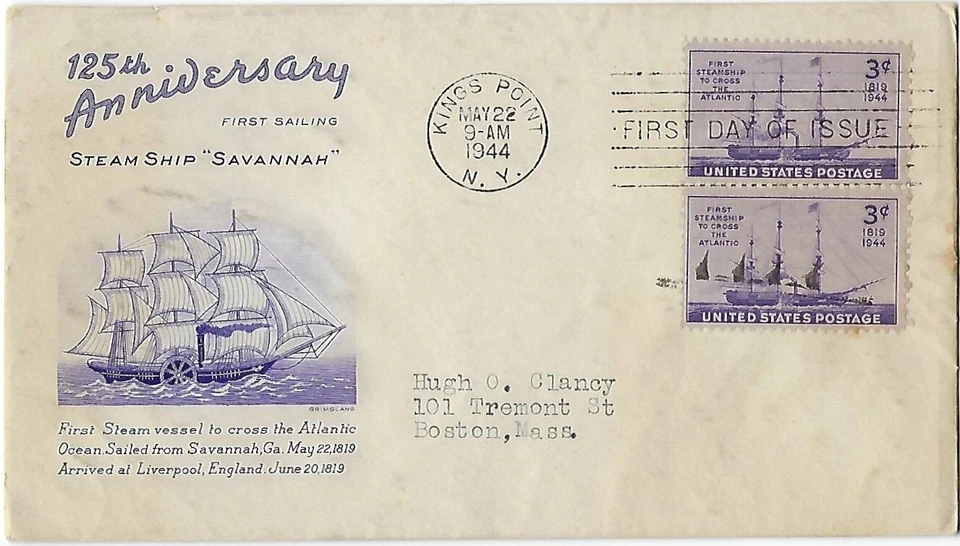 125th
Anniversary
FIRST SAILING
STEAM SHIP "SAVANNAH"
GRIMSLAND
First Steam vessel to cross the Atlantic
Ocean. Sailed from Savannah, Ga. May 22, 1819
Arrived at Liverpool, England. June 20, 1819
KINGS POINT
MAY 22
9-AM
1944
N. Y.
FIRST DAY OF ISSUE
FIRST
STEAMSHIP
TO CROSS
THE
ATLANTIC
3¢
1819
1944
UNITED STATES POSTAGE
FIRST
STEAMSHIP
TO CROSS
THE
ATLANTIC
3¢
1819
1944
UNITED STATES POSTAGE
Hugh O. Clancy
101 Tremont St
Boston, Mass.